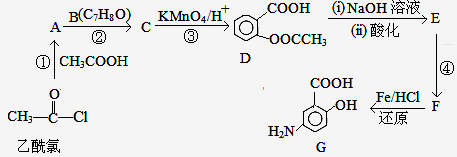 A B(C₇H₈O) ② C KMnO₄/H⁺ ③ COOH OOCCH₃ D (i) NaOH 溶液 (ii) 酸化 E
① CH₃COOH
④
O
CH₃—C—Cl
乙酰氯
COOH OH H₂N G Fe/HCl 还原 F